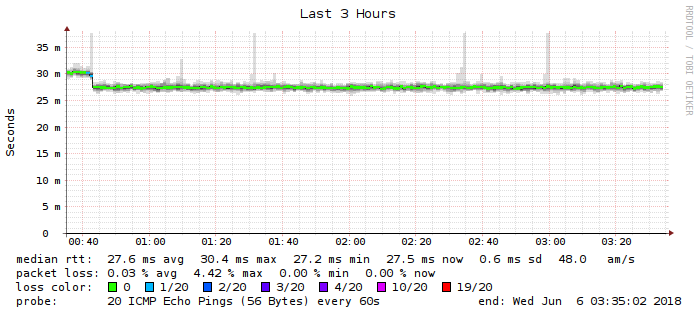 Last 3 Hours
RRDTOOL / TOBI OETIKER
Seconds
35 m
30 m
25 m
20 m
15 m
10 m
5 m
0
00:40 01:00 01:20 01:40 02:00 02:20 02:40 03:00 03:20
median rtt: 27.6 ms avg 30.4 ms max 27.2 ms min 27.5 ms now 0.6 ms sd 48.0 am/s
packet loss: 0.03 % avg 4.42 % max 0.00 % min 0.00 % now
loss color: 0 1/20 2/20 3/20 4/20 10/20 19/20
probe: 20 ICMP Echo Pings (56 Bytes) every 60s end: Wed Jun 6 03:35:02 2018